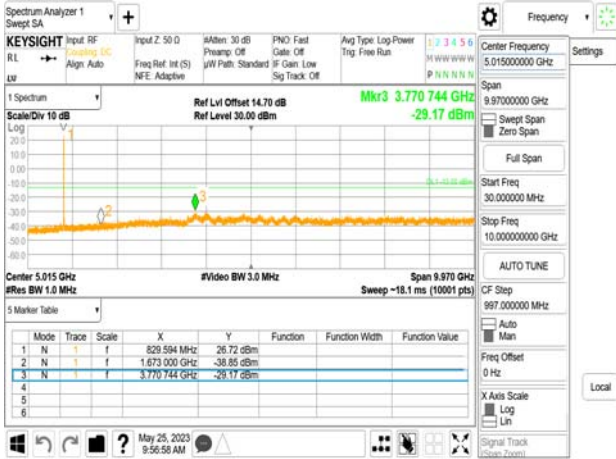 Spectrum Analyzer 1
Swept SA
Frequency
Settings
KEYSIGHT
Input: RF
Coupling: DC
Align: Auto
Input Z: 50 Ω
Freq Ref: Int (S)
NFE: Adaptive
#Atten: 30 dB
Preamp: Off
µW Path: Standard
PNO: Fast
Gate: Off
IF Gain: Low
Sig Track: Off
Avg Type: Log-Power
Trig: Free Run
1 2 3 4 5 6
M W W W W W
P N N N N N
RL
1 Spectrum
Scale/Div 10 dB
Log
Ref Lvl Offset 14.70 dB
Ref Level 30.00 dBm
Mkr3 3.770 744 GHz
-29.17 dBm
20.0
10.0
0.00
-10.0
-20.0
-30.0
-40.0
-50.0
-60.0
1
2
3
Center 5.015 GHz
#Res BW 1.0 MHz
#Video BW 3.0 MHz
Span 9.970 GHz
Sweep ~18.1 ms (10001 pts)
5 Marker Table
Mode Trace Scale X Y Function Function Width Function Value
1 N 1 f 829.594 MHz 26.72 dBm
2 N 1 f 1.673 000 GHz -38.85 dBm
3 N 1 f 3.770 744 GHz -29.17 dBm
4
5
6
May 25, 2023
9:56:58 AM
Center Frequency
5.015000000 GHz
Span
9.97000000 GHz
Swept Span
Zero Span
Full Span
Start Freq
30.000000 MHz
Stop Freq
10.000000000 GHz
AUTO TUNE
CF Step
997.000000 MHz
Auto
Man
Freq Offset
0 Hz
X Axis Scale
Log
Lin
Signal Track
(Span Zoom)
Local